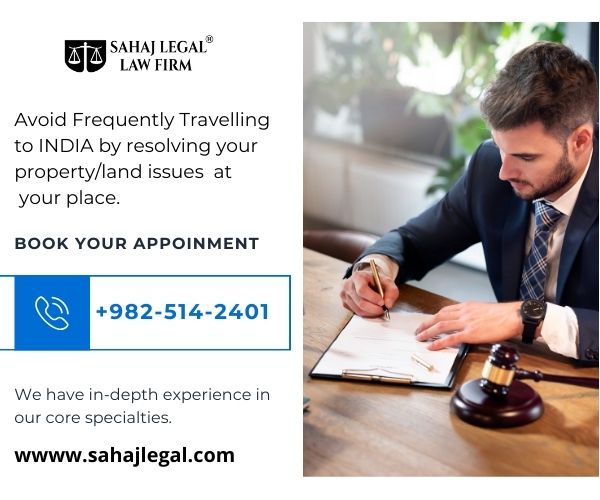 SAHAJ LEGAL®
LAW FIRM
Avoid Frequently Travelling
to INDIA by resolving your
property/land issues at
your place.
BOOK YOUR APPOINMENT
+982-514-2401
We have in-depth experience in
our core specialties.
wwww.sahajlegal.com